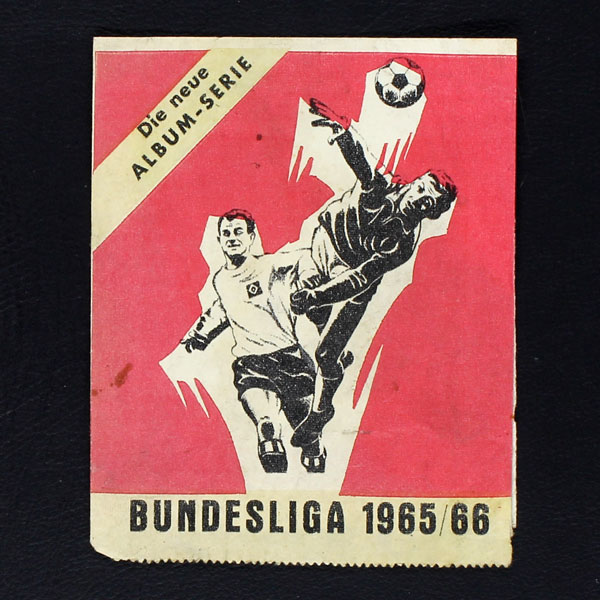 Die neue
ALBUM-SERIE
BUNDESLIGA 1965/66